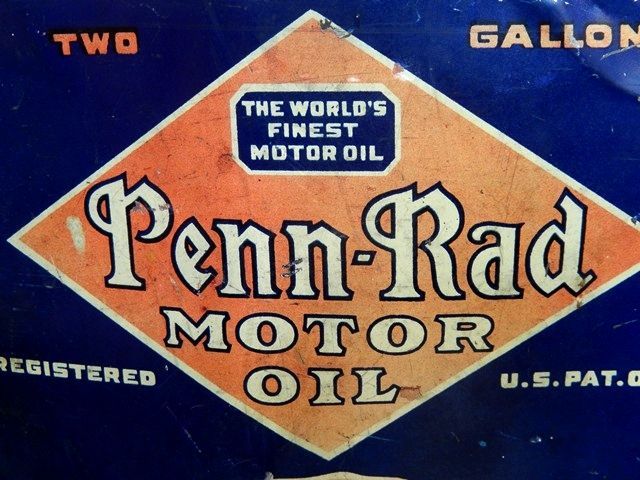 TWO GALLON
THE WORLD'S
FINEST
MOTOR OIL
Penn-Rad
MOTOR
OIL
REGISTERED U.S. PAT. O